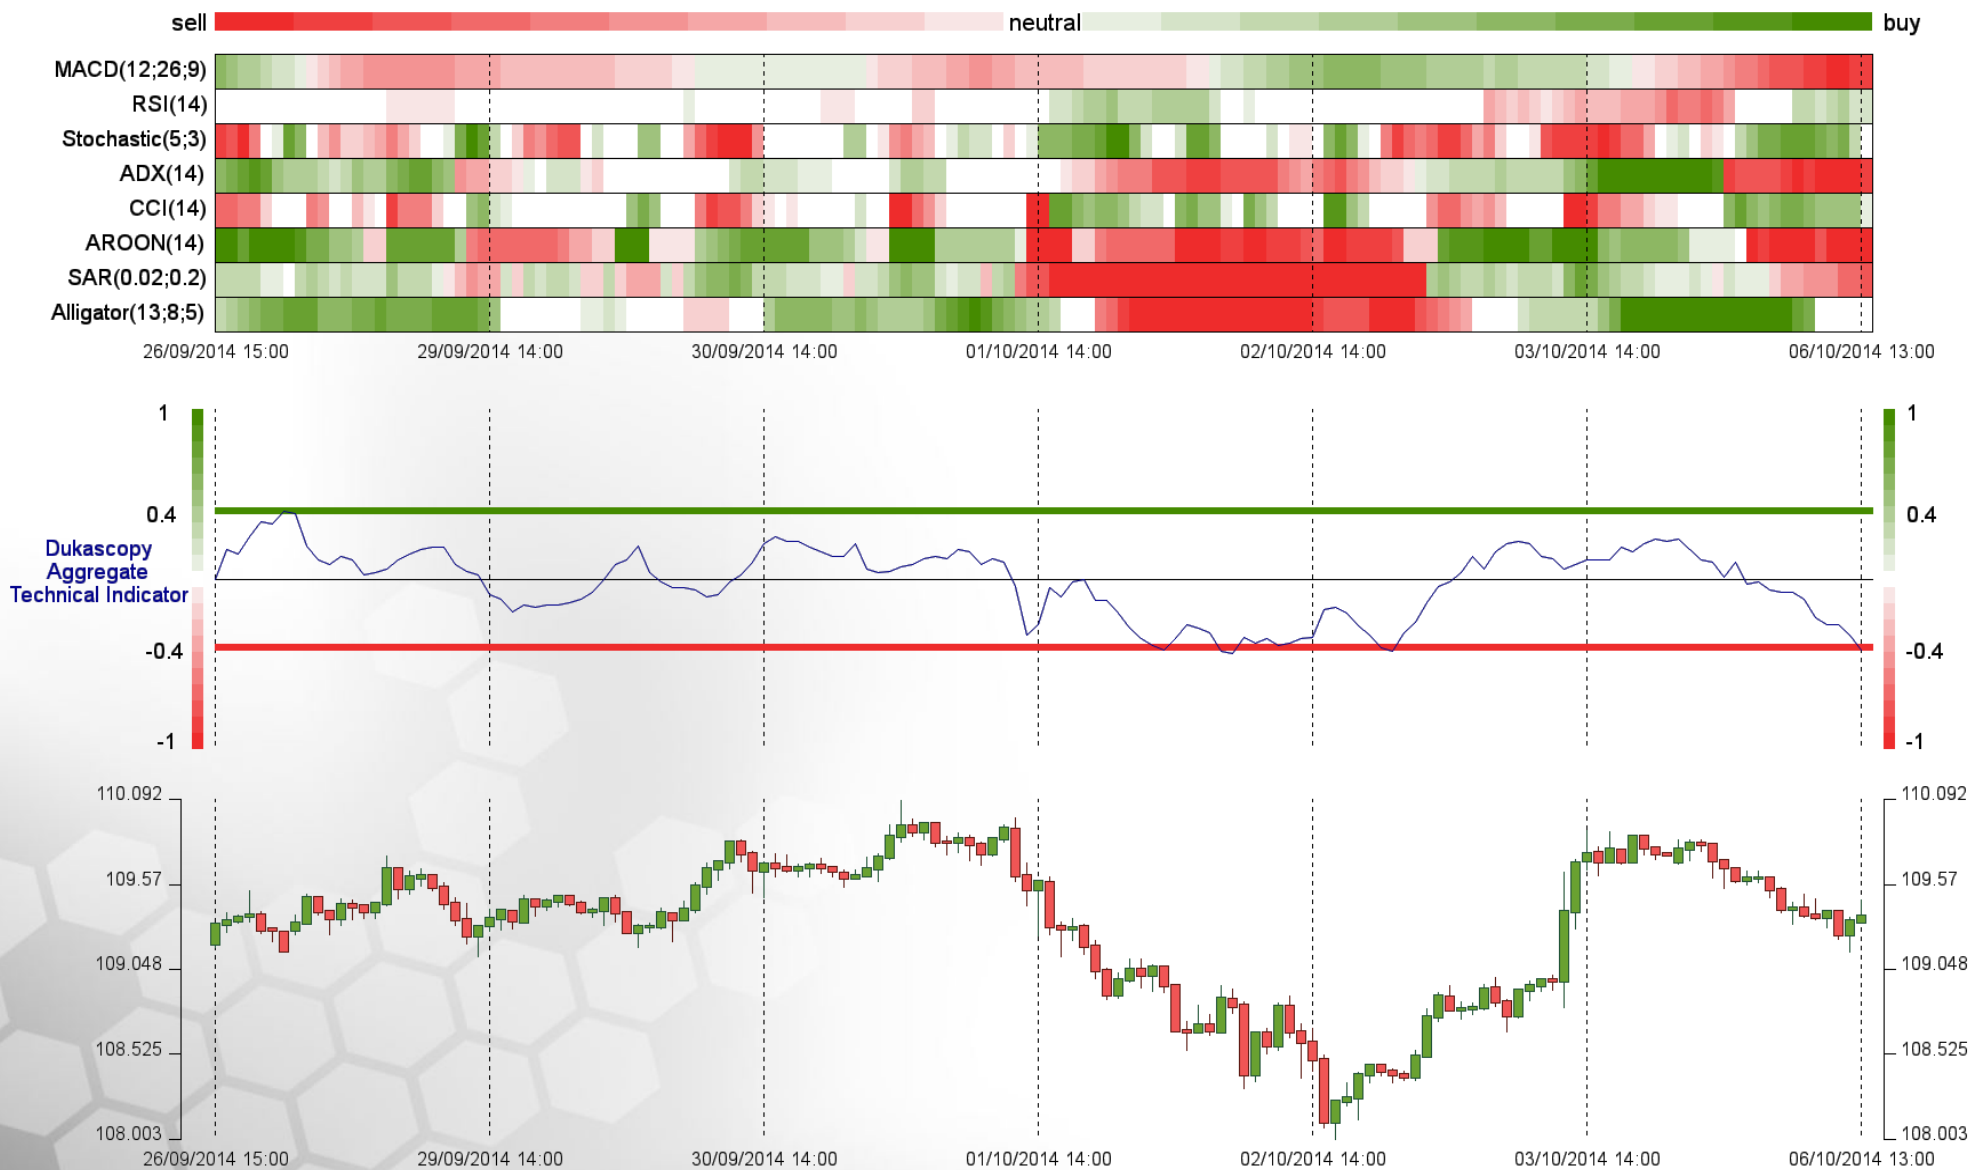 sell neutral buy
MACD(12;26;9)
RSI(14)
Stochastic(5;3)
ADX(14)
CCI(14)
AROON(14)
SAR(0.02;0.2)
Alligator(13;8;5)
26/09/2014 15:00 29/09/2014 14:00 30/09/2014 14:00 01/10/2014 14:00 02/10/2014 14:00 03/10/2014 14:00 06/10/2014 13:00
1 1
0.4 0.4
Dukascopy
Aggregate
Technical Indicator
-0.4 -0.4
-1 -1
110.092 110.092
109.57 109.57
109.048 109.048
108.525 108.525
108.003 108.003
26/09/2014 15:00 29/09/2014 14:00 30/09/2014 14:00 01/10/2014 14:00 02/10/2014 14:00 03/10/2014 14:00 06/10/2014 13:00